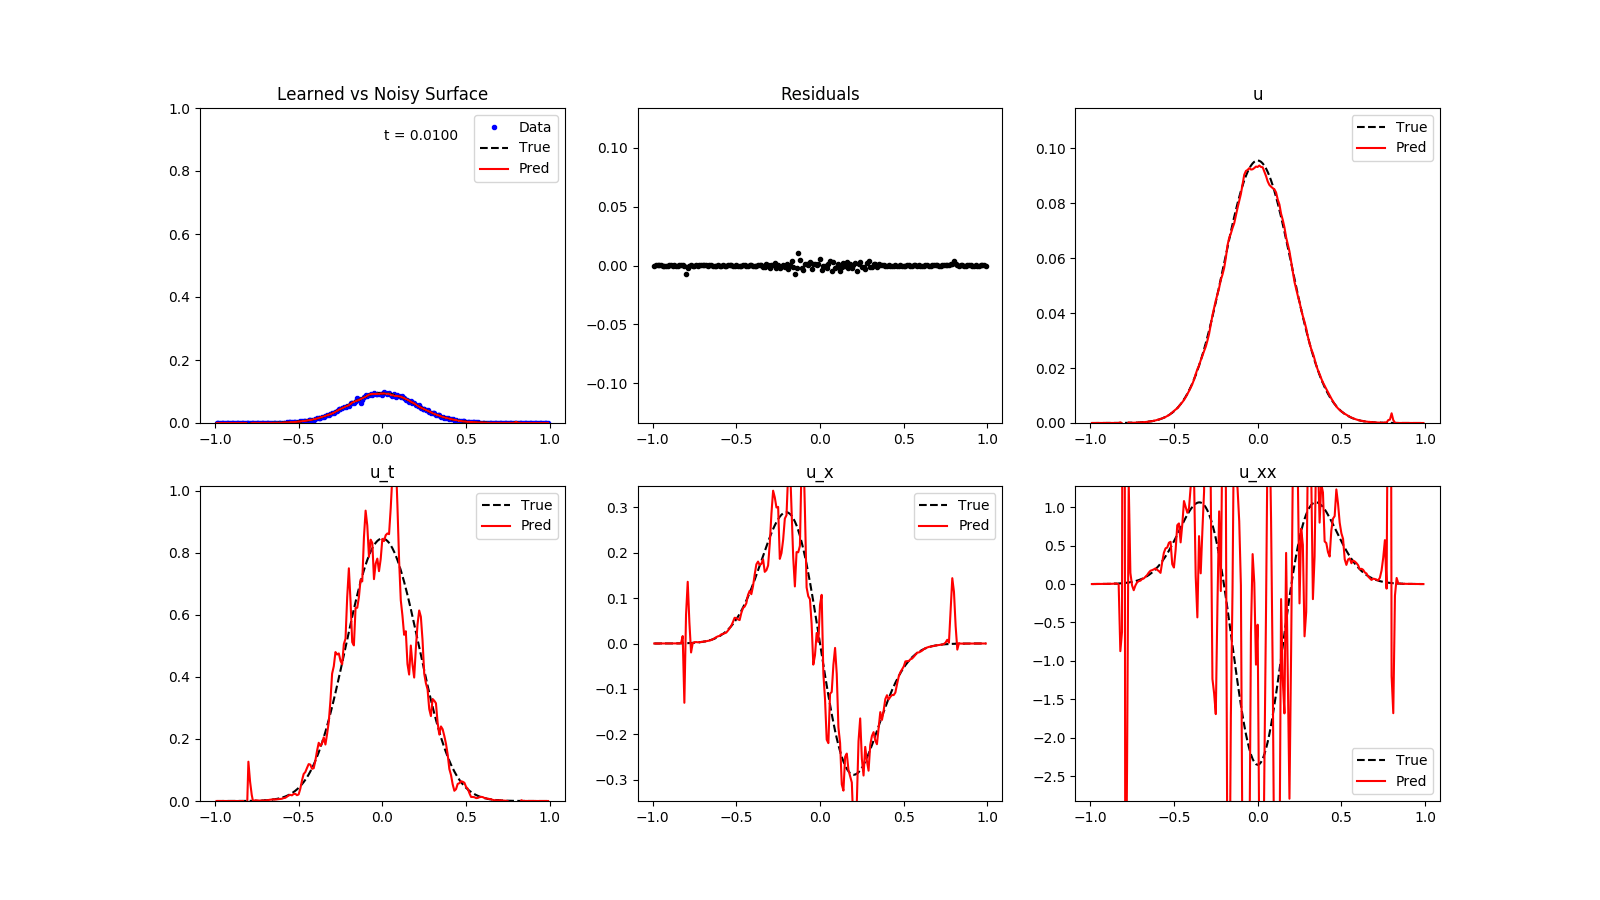 Learned vs Noisy Surface
t = 0.0100
Data
True
Pred
1.0
0.8
0.6
0.4
0.2
0.0
−1.0 −0.5 0.0 0.5 1.0
Residuals
0.10
0.05
0.00
−0.05
−0.10
−1.0 −0.5 0.0 0.5 1.0
u
True
Pred
0.10
0.08
0.06
0.04
0.02
0.00
−1.0 −0.5 0.0 0.5 1.0
u_t
True
Pred
1.0
0.8
0.6
0.4
0.2
0.0
−1.0 −0.5 0.0 0.5 1.0
u_x
True
Pred
0.3
0.2
0.1
0.0
−0.1
−0.2
−0.3
−1.0 −0.5 0.0 0.5 1.0
u_xx
1.0
0.5
0.0
−0.5
−1.0
−1.5
−2.0
−2.5
True
Pred
−1.0 −0.5 0.0 0.5 1.0